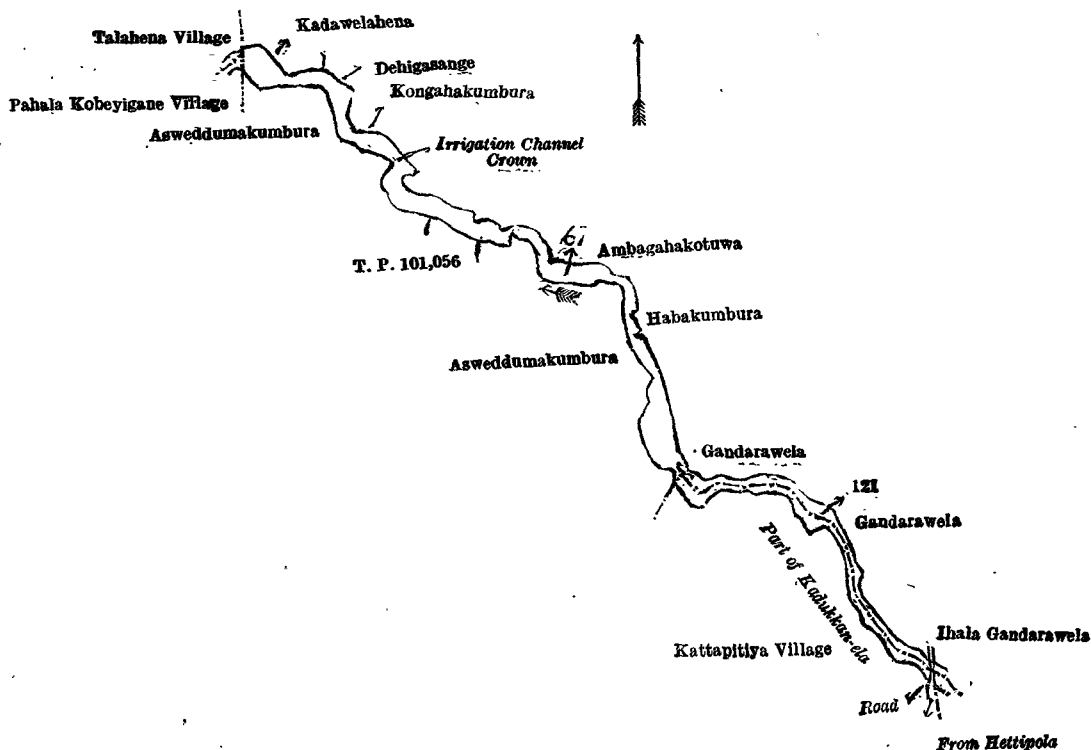 Kadawelahena
Talahena Village
Dehigasange
Kongahakumbura
Pahala Kobeyigane Village
Asweddumakumbura
Irrigation Channel
Crown
Ambagahakotuwa
T. P. 101,056
Habakumbura
Asweddumakumbura
Gandarawela
121
Gandarawela
Part of Kadukkan-ela
Ihala Gandarawela
Kattapitiya Village
Road
From Hettipola